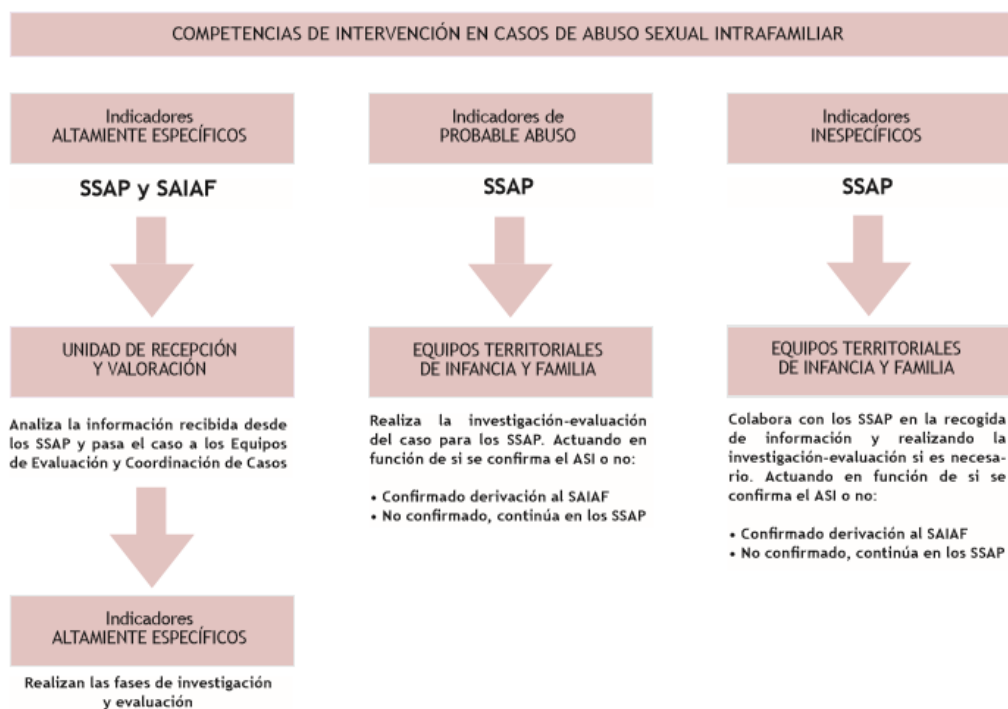 COMPETENCIAS DE INTERVENCIÓN EN CASOS DE ABUSO SEXUAL INTRAFAMILIAR
Indicadores
ALTAMIENTE ESPECÍFICOS
SSAP y SAIAF
UNIDAD DE RECEPCIÓN
Y VALORACIÓN
Analiza la información recibida desde
los SSAP y pasa el caso a los Equipos
de Evaluación y Coordinación de Casos
Indicadores
ALTAMIENTE ESPECÍFICOS
Realizan las fases de investigación
y evaluación
Indicadores de
PROBABLE ABUSO
SSAP
EQUIPOS TERRITORIALES
DE INFANCIA Y FAMILIA
Realiza la investigación-evaluación
del caso para los SSAP. Actuando en
función de si se confirma el ASI o no:
• Confirmado derivación al SAIAF
• No confirmado, continúa en los SSAP
Indicadores
INESPECÍFICOS
SSAP
EQUIPOS TERRITORIALES
DE INFANCIA Y FAMILIA
Colabora con los SSAP en la recogida
de información y realizando la
investigación-evaluación si es necesa-
rio. Actuando en función de si se
confirma el ASI o no:
• Confirmado derivación al SAIAF
• No confirmado, continúa en los SSAP